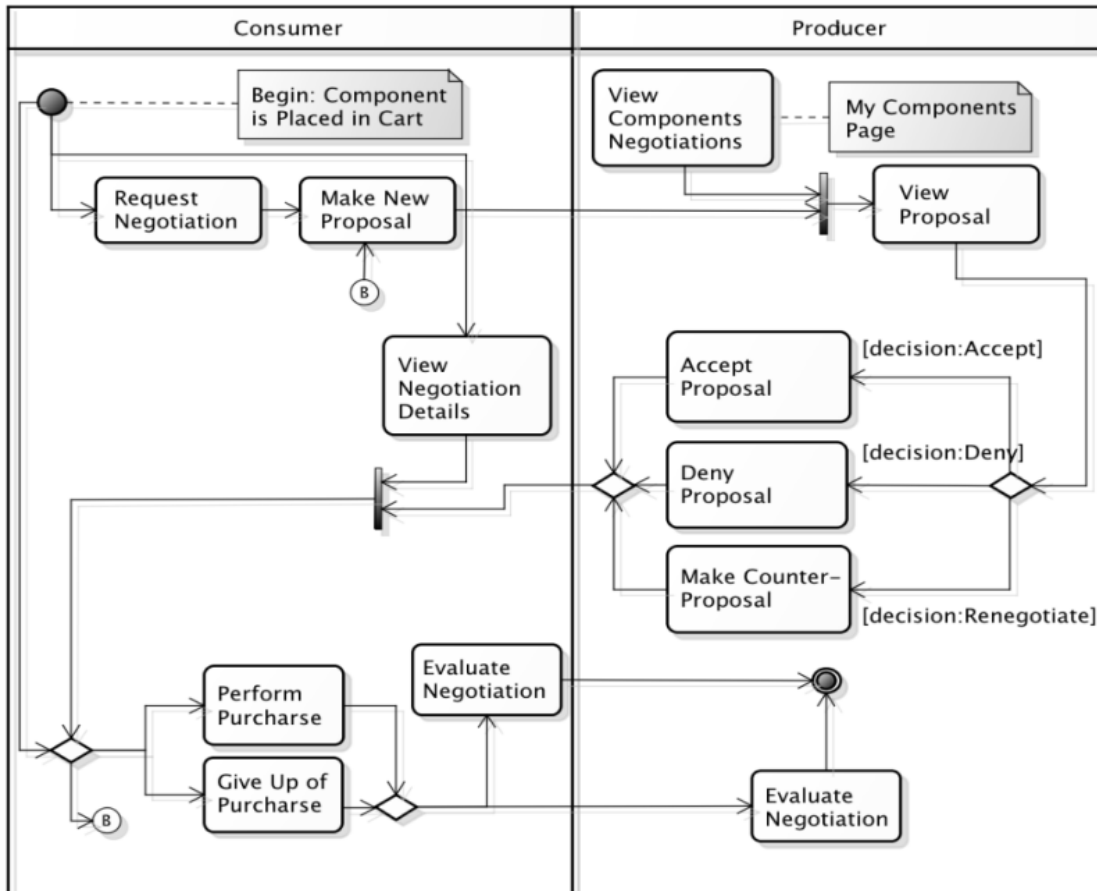 Consumer
Producer
Begin: Component
is Placed in Cart
View
Components
Negotiations
My Components
Page
Request
Negotiation
Make New
Proposal
View
Proposal
B
View
Negotiation
Details
Accept
Proposal
[decision:Accept]
Deny
Proposal
[decision:Deny]
Make Counter-
Proposal
[decision:Renegotiate]
Evaluate
Negotiation
Perform
Purcharse
Give Up of
Purcharse
B
Evaluate
Negotiation